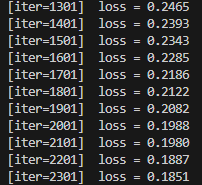 [iter=1301]  loss = 0.2465
[iter=1401]  loss = 0.2393
[iter=1501]  loss = 0.2343
[iter=1601]  loss = 0.2285
[iter=1701]  loss = 0.2186
[iter=1801]  loss = 0.2122
[iter=1901]  loss = 0.2082
[iter=2001]  loss = 0.1988
[iter=2101]  loss = 0.1980
[iter=2201]  loss = 0.1887
[iter=2301]  loss = 0.1851